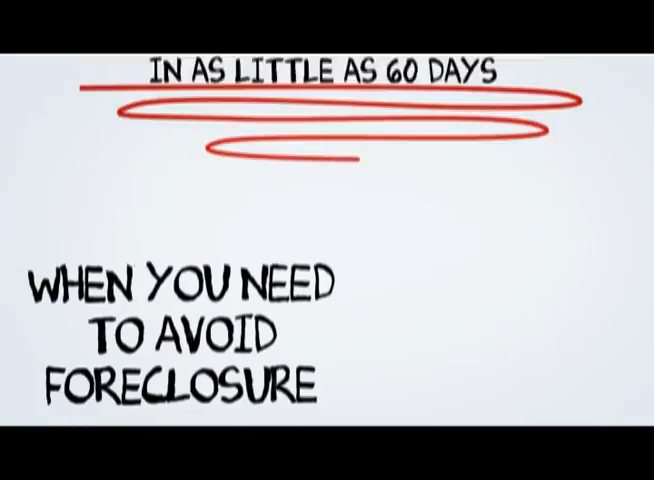 IN AS LITTLE AS 60 DAYS
WHEN YOU NEED
TO AVOID
FORECLOSURE